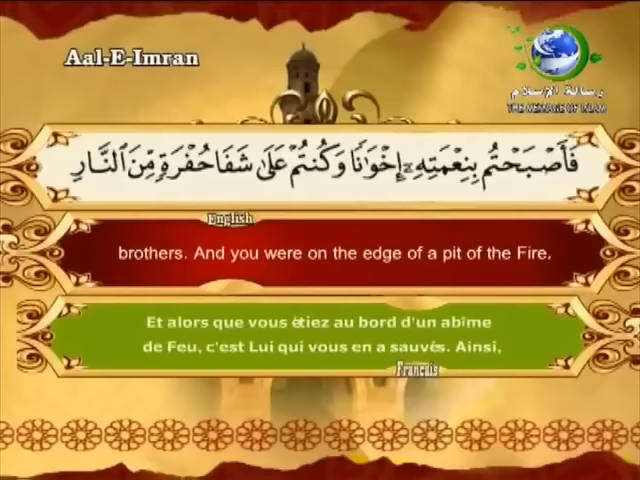 Aal-E-Imran
رسالة الإسلام
THE MESSAGE OF ISLAM
فَأَصْبَحْتُم بِنِعْمَتِهِۦٓ إِخْوَٰنًا وَكُنتُمْ عَلَىٰ شَفَا حُفْرَةٍ مِّنَ ٱلنَّارِ
English
brothers. And you were on the edge of a pit of the Fire.
Et alors que vous étiez au bord d'un abîme
de Feu, c'est Lui qui vous en a sauvés. Ainsi,
Français